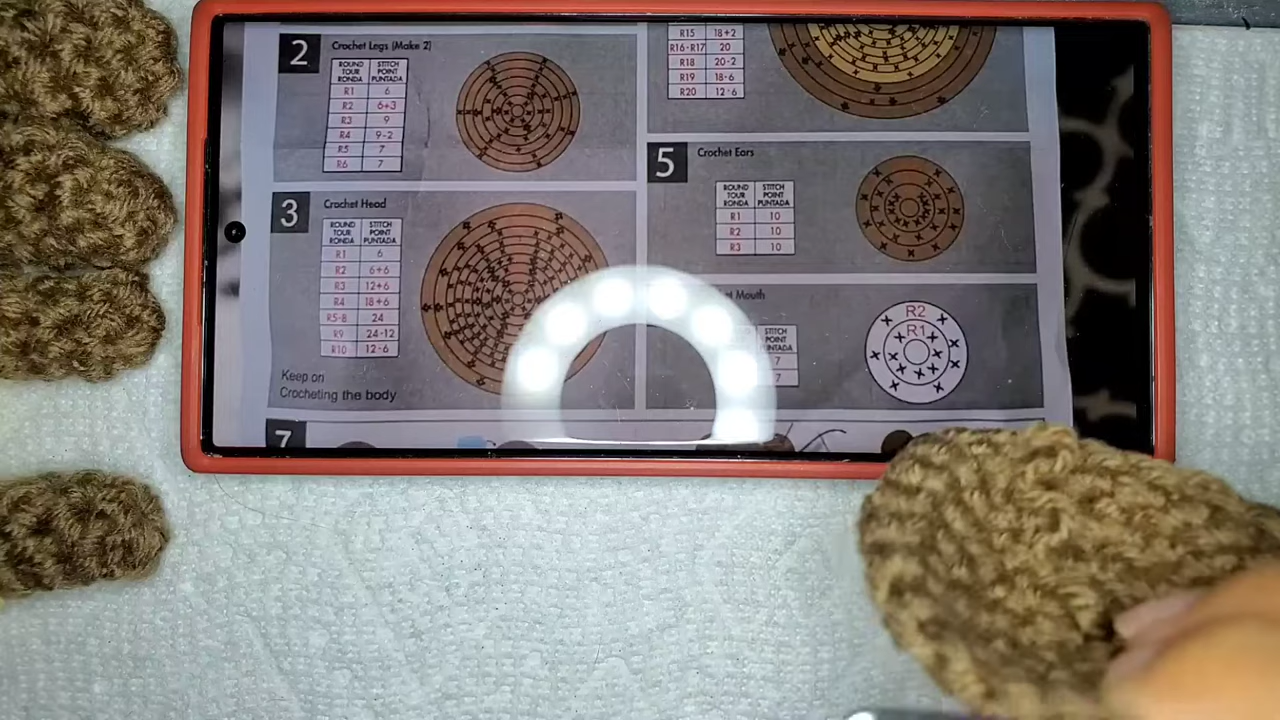 2
Crochet Legs (Make 2)
ROUND TOUR RONDA STITCH POINT PUNTADA
R1 6
R2 6+3
R3 9
R4 9-2
R5 7
R6 7
3
Crochet Head
ROUND TOUR RONDA STITCH POINT PUNTADA
R1 6
R2 6+6
R3 12+6
R4 18+6
R5-8 24
R9 24-12
R10 12-6
Keep on
Crocheting the body
7
R15 18+2
R16-R17 20
R18 20-2
R19 18-6
R20 12-6
5
Crochet Ears
ROUND TOUR RONDA STITCH POINT PUNTADA
R1 10
R2 10
R3 10
Mouth
STITCH
POINT
7
7
R2
R1